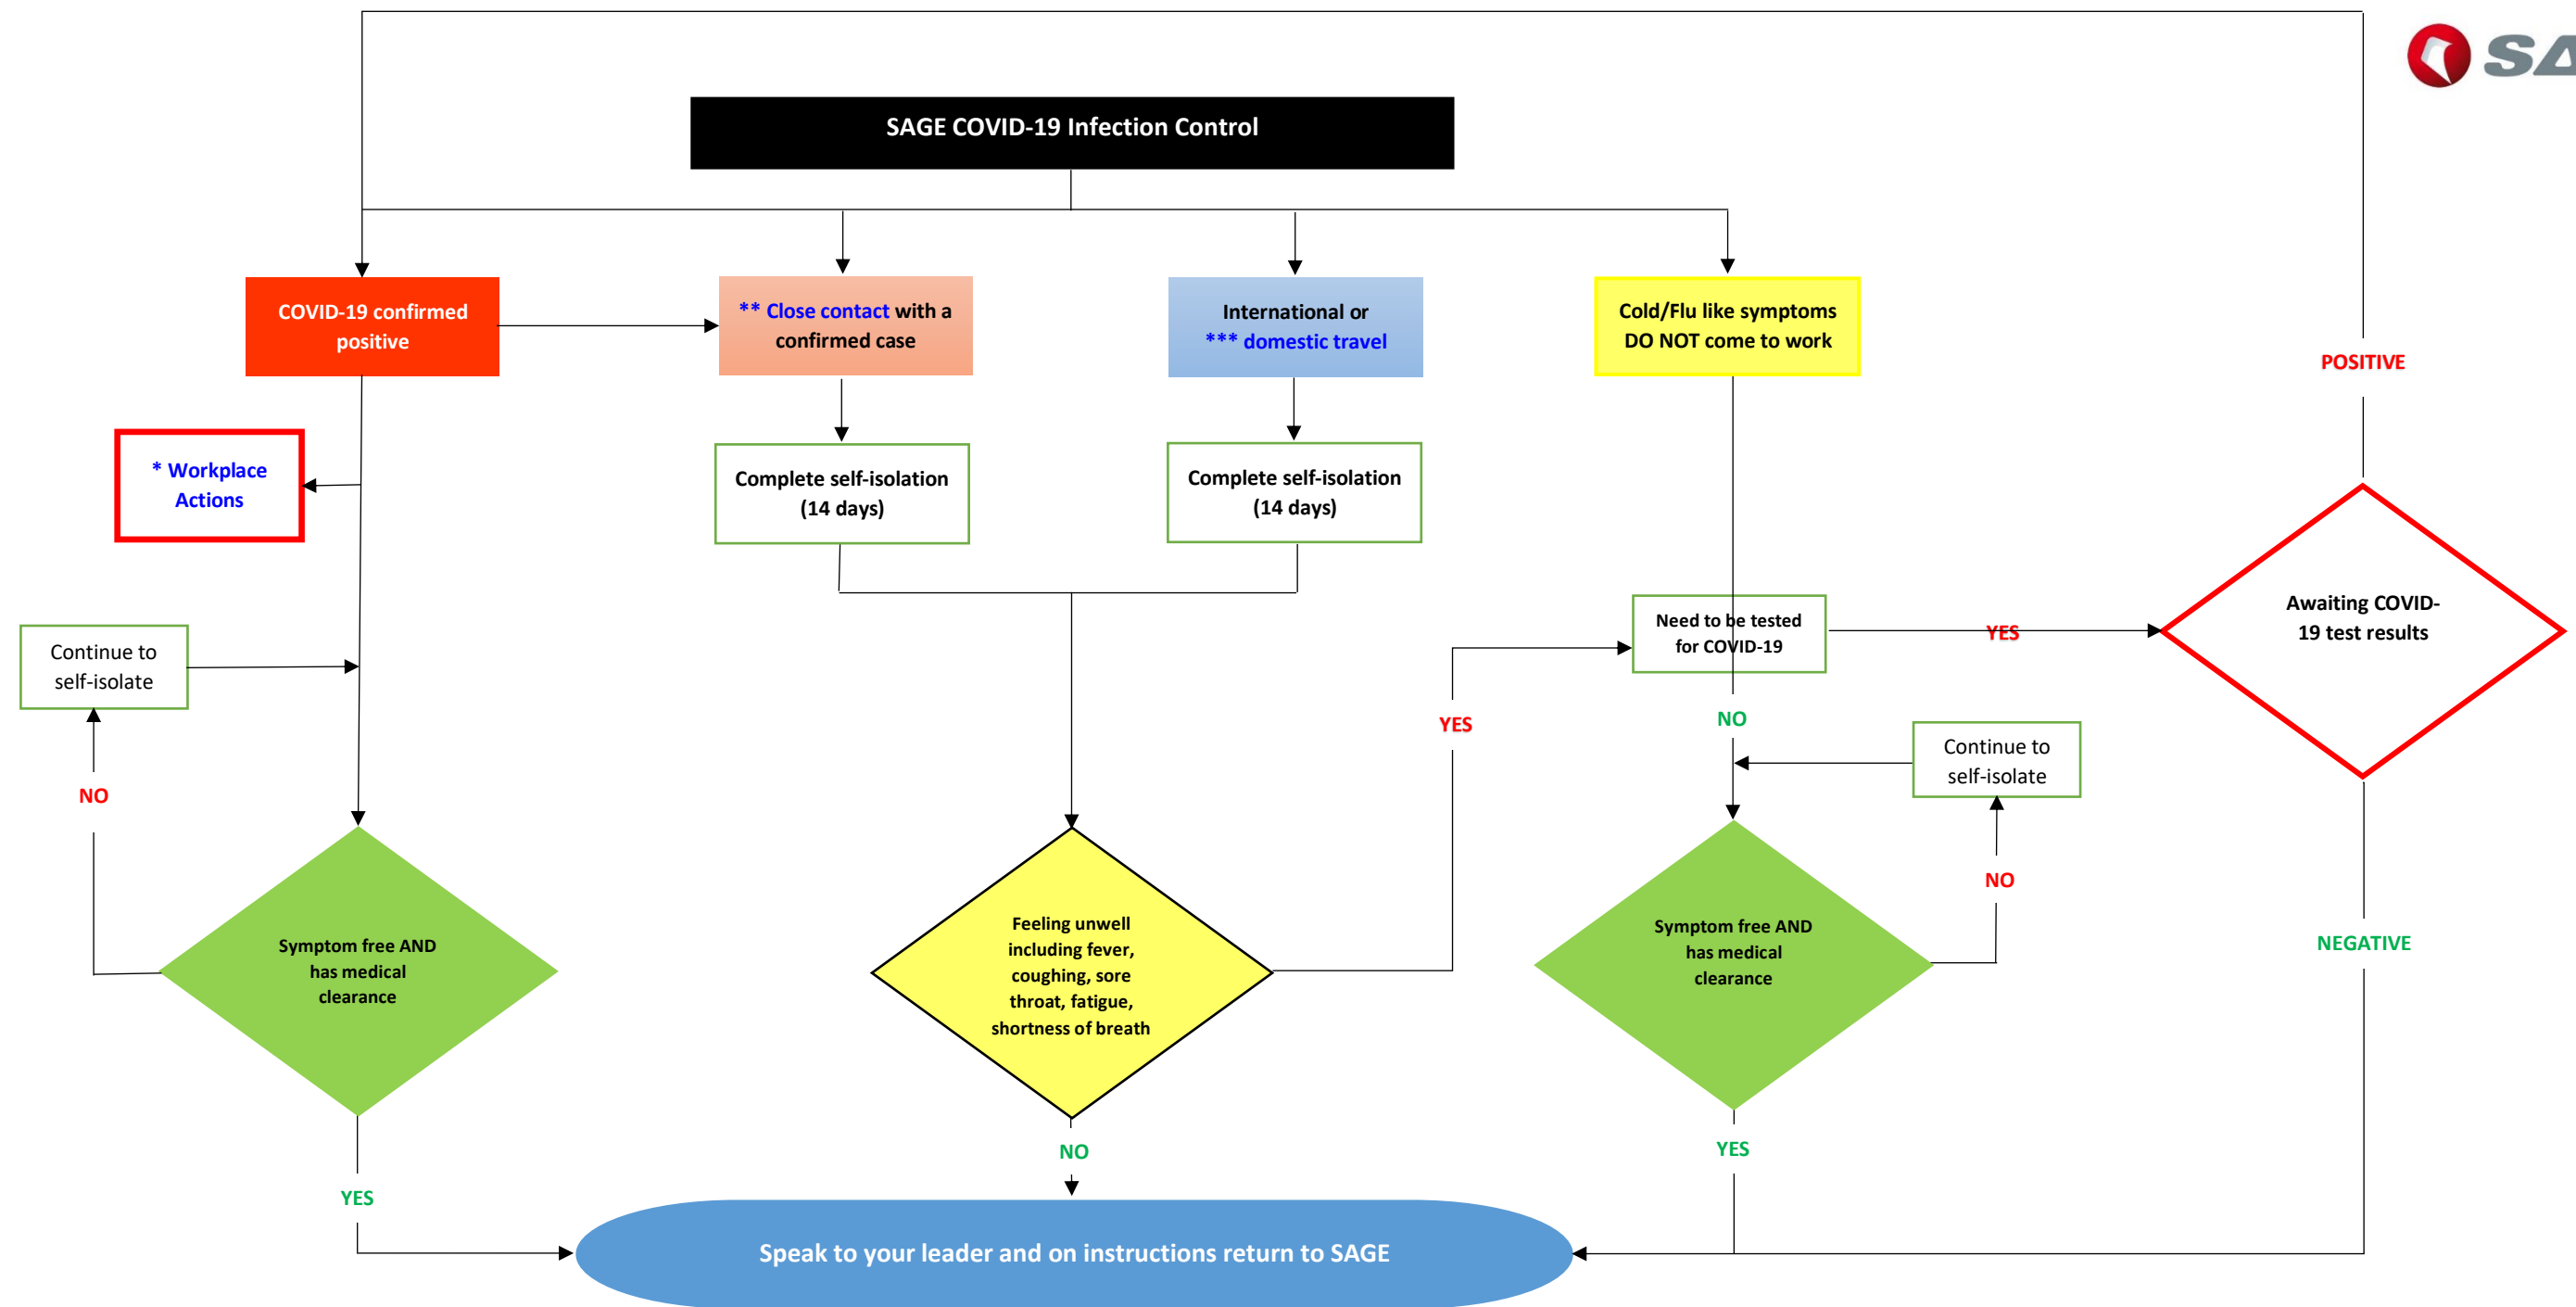 SAGE COVID-19 Infection Control
COVID-19 confirmed
positive
** Close contact with a
confirmed case
International or
*** domestic travel
Cold/Flu like symptoms
DO NOT come to work
POSITIVE
* Workplace
Actions
Complete self-isolation
(14 days)
Complete self-isolation
(14 days)
Continue to
self-isolate
Need to be tested
for COVID-19
YES
Awaiting COVID-
19 test results
NO
YES
NO
Continue to
self-isolate
NO
Symptom free AND
has medical
clearance
Feeling unwell
including fever,
coughing, sore
throat, fatigue,
shortness of breath
Symptom free AND
has medical
clearance
NEGATIVE
YES
NO
YES
Speak to your leader and on instructions return to SAGE